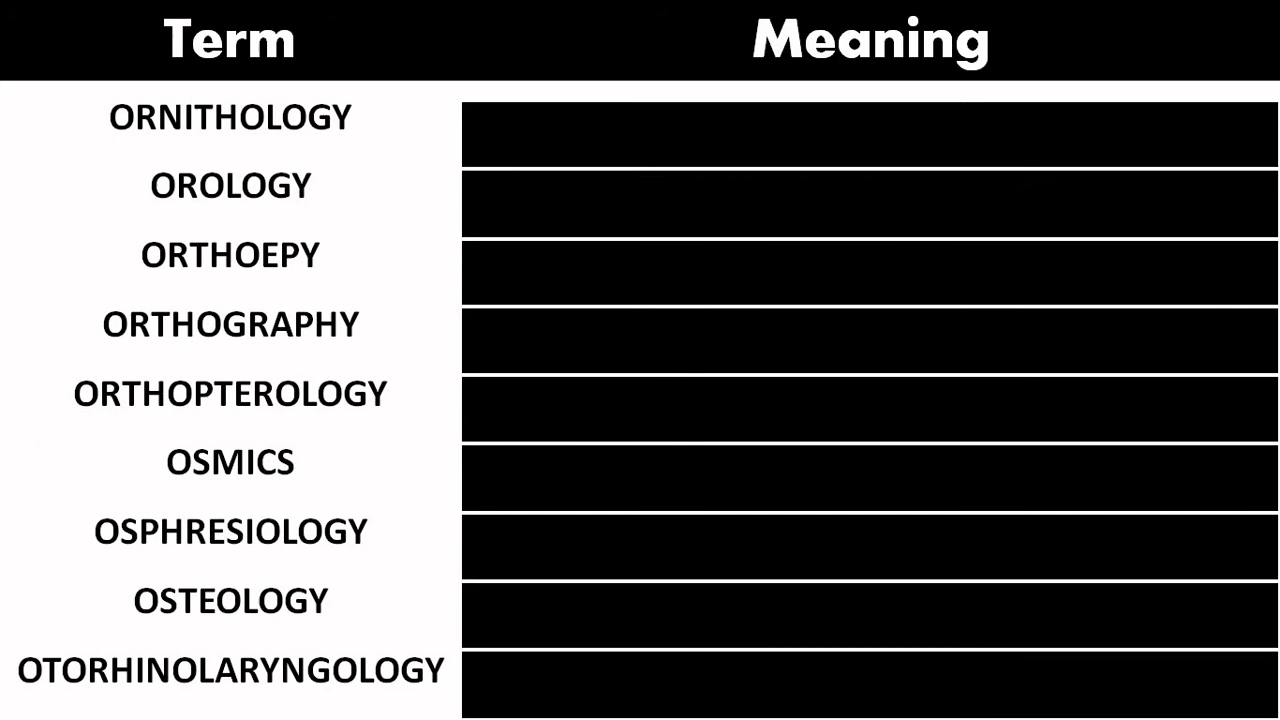 Term Meaning
ORNITHOLOGY
OROLOGY
ORTHOEPY
ORTHOGRAPHY
ORTHOPTEROLOGY
OSMICS
OSPHRESIOLOGY
OSTEOLOGY
OTORHINOLARYNGOLOGY